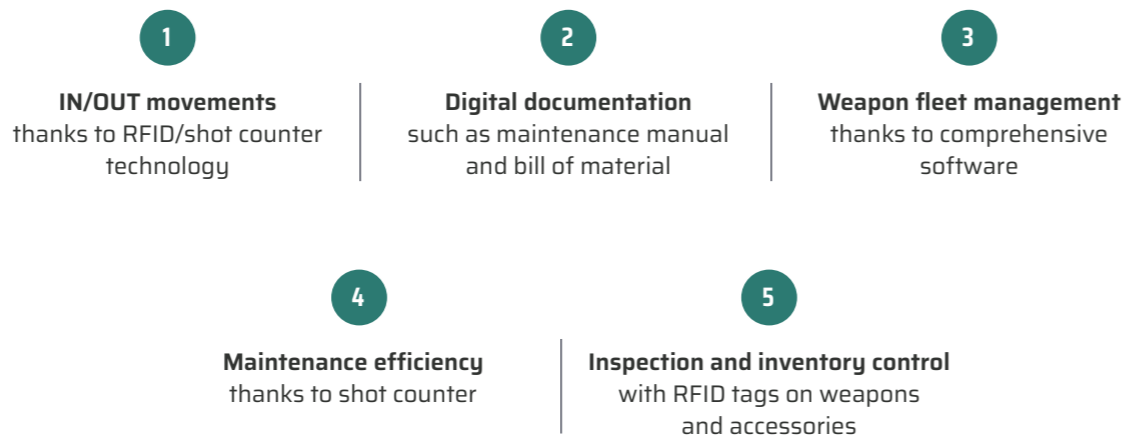 1
IN/OUT movements
thanks to RFID/shot counter
technology
2
Digital documentation
such as maintenance manual
and bill of material
3
Weapon fleet management
thanks to comprehensive
software
4
Maintenance efficiency
thanks to shot counter
5
Inspection and inventory control
with RFID tags on weapons
and accessories